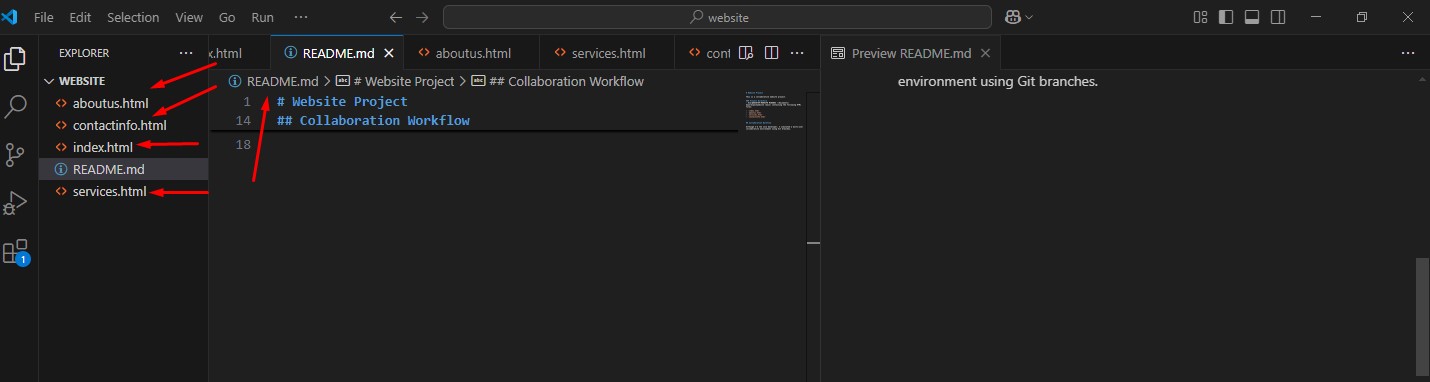 File Edit Selection View Go Run ··· website
EXPLORER ···
x.html README.md aboutus.html services.html cont ···
Preview README.md ···
WEBSITE
aboutus.html
contactinfo.html
index.html
README.md
services.html
1
README.md > # Website Project > ## Collaboration Workflow
1 # Website Project
14 ## Collaboration Workflow
18
environment using Git branches.